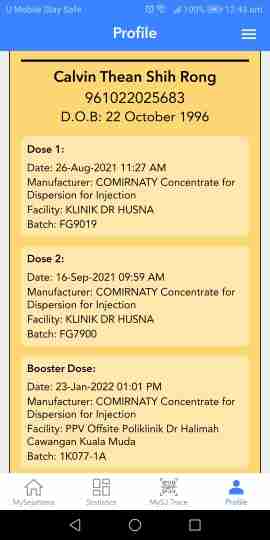 U Mobile Stay Safe
100%
12:43 am
Profile
Calvin Thean Shih Rong
961022025683
D.O.B: 22 October 1996
Dose 1:
Date: 26-Aug-2021 11:27 AM
Manufacturer: COMIRNATY Concentrate for
Dispersion for Injection
Facility: KLINIK DR HUSNA
Batch: FG9019
Dose 2:
Date: 16-Sep-2021 09:59 AM
Manufacturer: COMIRNATY Concentrate for
Dispersion for Injection
Facility: KLINIK DR HUSNA
Batch: FG7900
Booster Dose:
Date: 23-Jan-2022 01:01 PM
Manufacturer: COMIRNATY Concentrate for
Dispersion for Injection
Facility: PPV Offsite Poliklinik Dr Halimah
Cawangan Kuala Muda
Batch: 1K077-1A
MySejahtera
Statistics
MySJ Trace
Profile